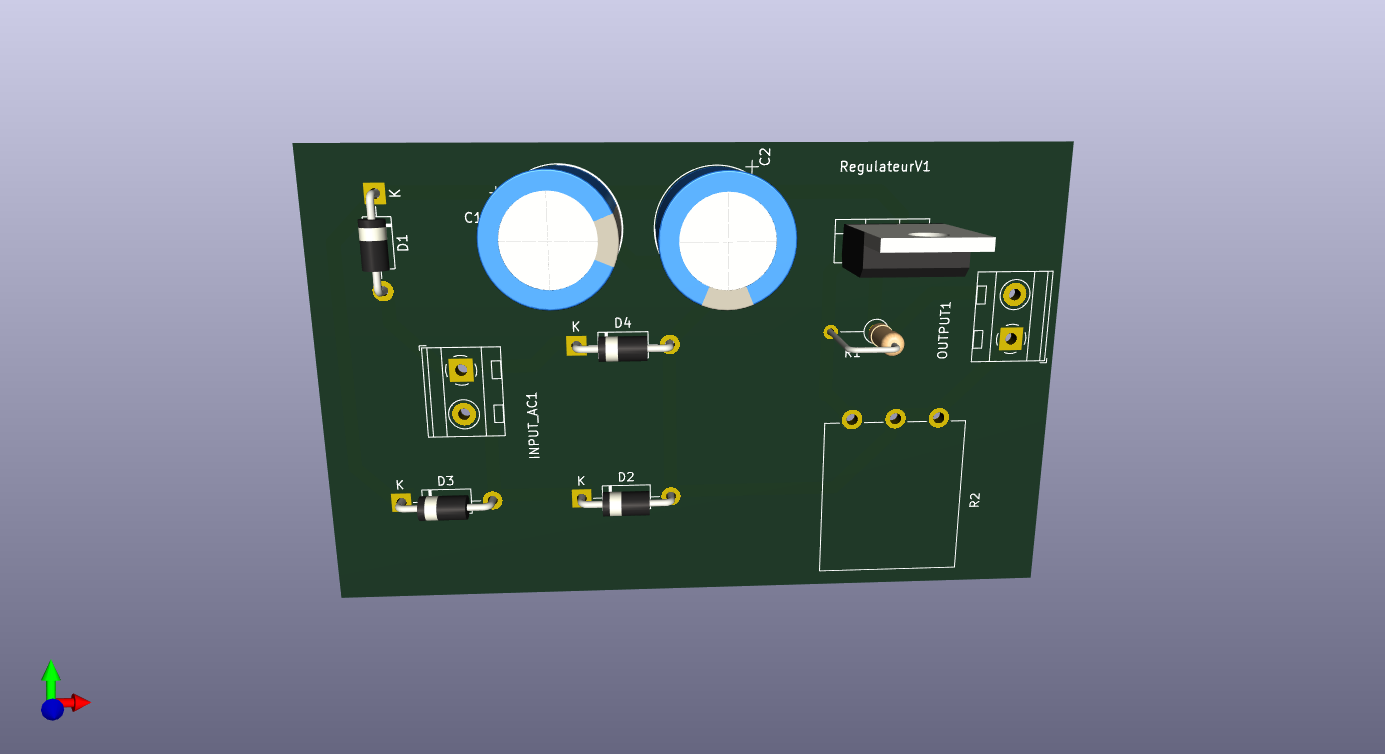 C2
RegulateurV1
K
C1
D1
K
D4
OUTPUT1
R1
INPUT_AC1
K
D3
K
D2
R2